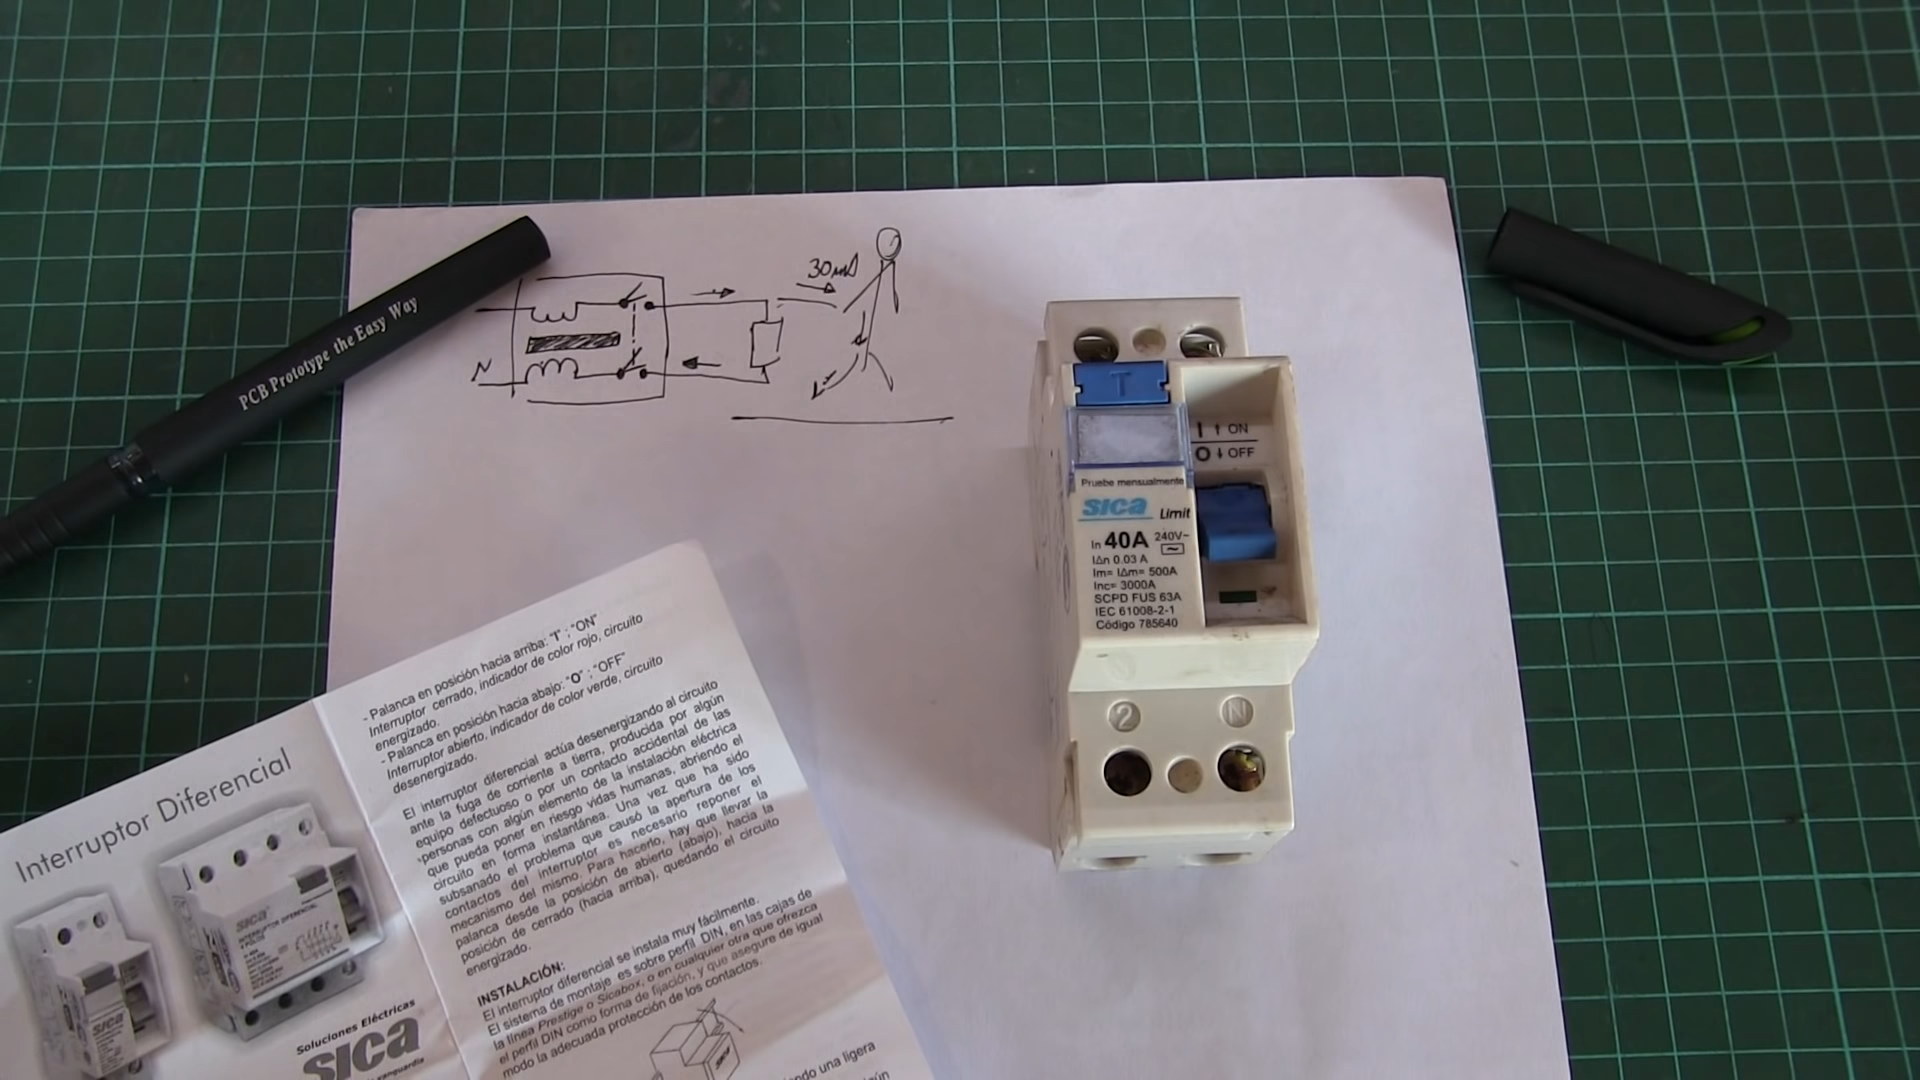 PCB Prototype the Easy Way
30mA
N
T
I ↑ ON
O ↓ OFF
Pruebe mensualmente
sica Limit
In 40A 240V~
I∆n 0.03 A
Im= I∆m= 500A
Inc= 3000A
SCPD FUS 63A
IEC 61008-2-1
Código 785640
2 N
Interruptor Diferencial
sica
INTERRUPTOR DIFERENCIAL
4 POLOS
sica
Soluciones Eléctricas
sica
vanguardia
- Palanca en posición hacia arriba: "I" ; "ON"
Interruptor cerrado, indicador de color rojo, circuito
energizado.
- Palanca en posición hacia abajo: "O" ; "OFF"
Interruptor abierto, indicador de color verde, circuito
desenergizado.
El interruptor diferencial actúa desenergizando al circuito
ante la fuga de corriente a tierra, producida por algún
equipo defectuoso o por un contacto accidental de las
personas con algún elemento de la instalación eléctrica
que pueda poner en riesgo vidas humanas, abriendo el
circuito en forma instantánea. Una vez que ha sido
subsanado el problema que causó la apertura de los
contactos del interruptor es necesario reponer el
mecanismo del mismo. Para hacerlo, hay que llevar la
palanca desde la posición de abierto (abajo), hacia la
posición de cerrado (hacia arriba), quedando el circuito
energizado.
INSTALACIÓN:
El interruptor diferencial se instala muy fácilmente.
El sistema de montaje es sobre perfil DIN, en las cajas de
la línea Prestige o Sicabox, o en cualquier otra que ofrezca
el perfil DIN como forma de fijación, y que asegure de igual
modo la adecuada protección de los contactos.
una ligera